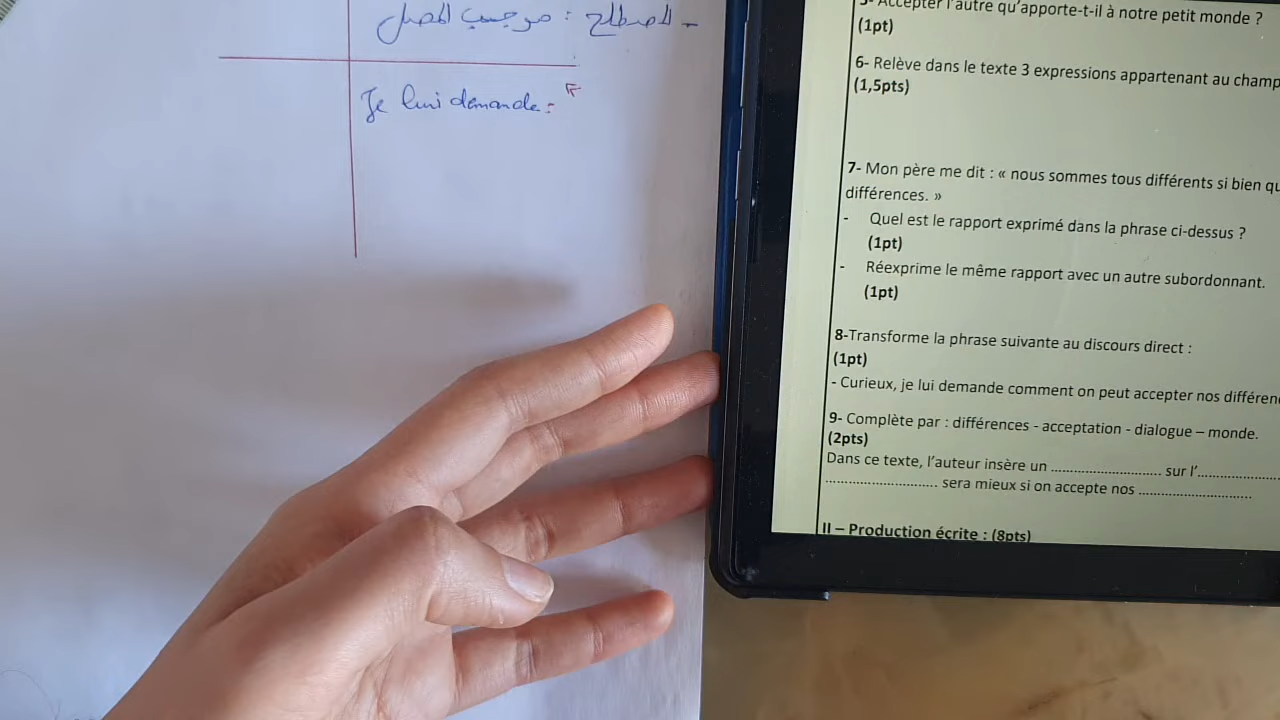 - المصطلح : موجب المصل
Je lui demande : «
5- Accepter l'autre qu'apporte-t-il à notre petit monde ?
(1pt)
6- Relève dans le texte 3 expressions appartenant au champ
(1,5pts)
7- Mon père me dit : « nous sommes tous différents si bien qu
différences. »
- Quel est le rapport exprimé dans la phrase ci-dessus ?
(1pt)
- Réexprime le même rapport avec un autre subordonnant.
(1pt)
8-Transforme la phrase suivante au discours direct :
(1pt)
- Curieux, je lui demande comment on peut accepter nos différen
9- Complète par : différences - acceptation - dialogue – monde.
(2pts)
Dans ce texte, l'auteur insère un ............................ sur l'....................
............................ sera mieux si on accepte nos ............................
II – Production écrite : (8pts)